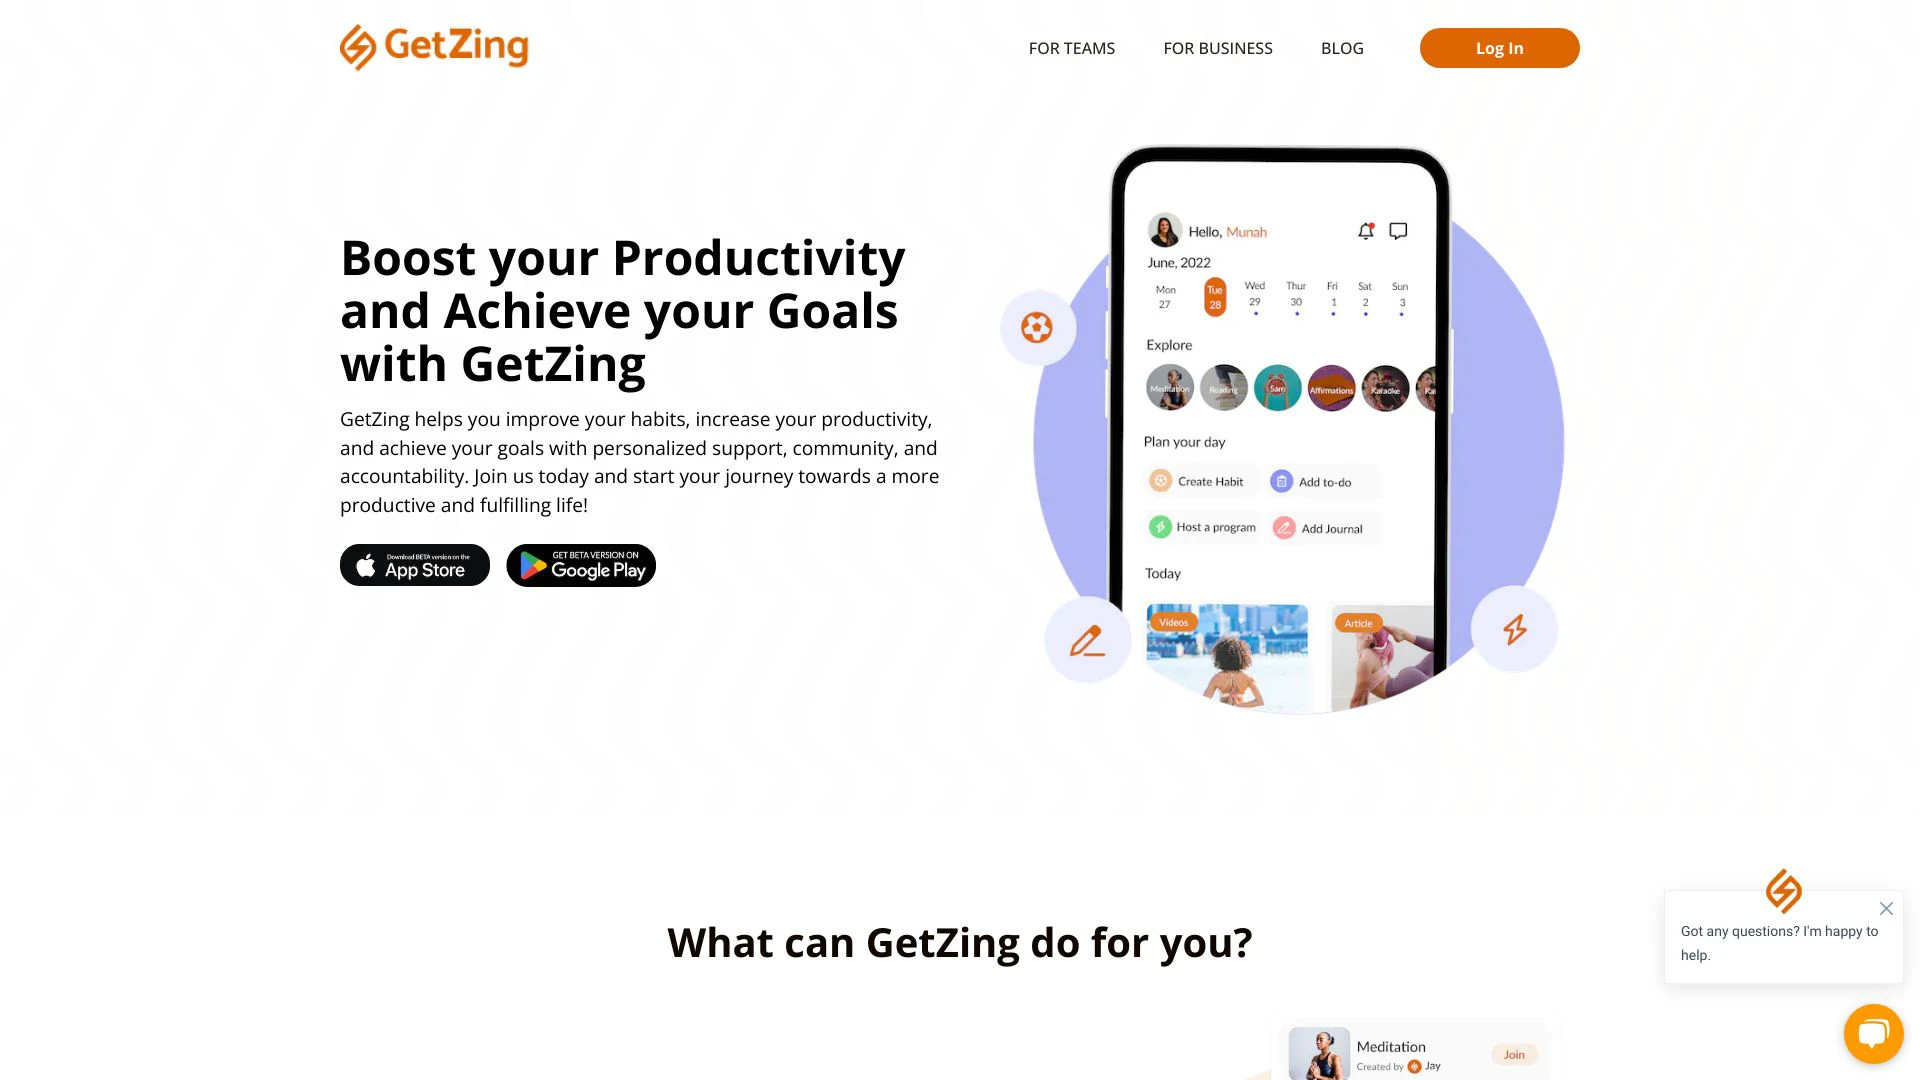 GetZing
FOR TEAMS
FOR BUSINESS
BLOG
Log In
Boost your Productivity
and Achieve your Goals
with GetZing
GetZing helps you improve your habits, increase your productivity,
and achieve your goals with personalized support, community, and
accountability. Join us today and start your journey towards a more
productive and fulfilling life!
Download BETA version on the
App Store
GET BETA VERSION ON
Google Play
Hello, Munah
June, 2022
Mon Tue Wed Thur Fri Sat Sun
27 28 29 30 1 2 3
Explore
Meditation Reading 5am Affirmations Karaoke
Plan your day
Create Habit
Add to-do
Host a program
Add Journal
Today
Videos
Article
What can GetZing do for you?
Got any questions? I'm happy to
help.
Meditation
Created by Jay
Join